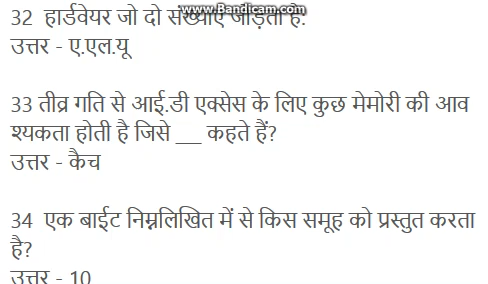 www.Bandicam.com
32 हार्डवेयर जो दो संख्याएँ जोड़ता है:
उत्तर - ए.एल.यू
33 तीव्र गति से आई.डी एक्सेस के लिए कुछ मेमोरी की आव
श्यकता होती है जिसे ___ कहते हैं?
उत्तर - कैच
34 एक बाईट निम्नलिखित में से किस समूह को प्रस्तुत करता
है?
उत्तर - 10